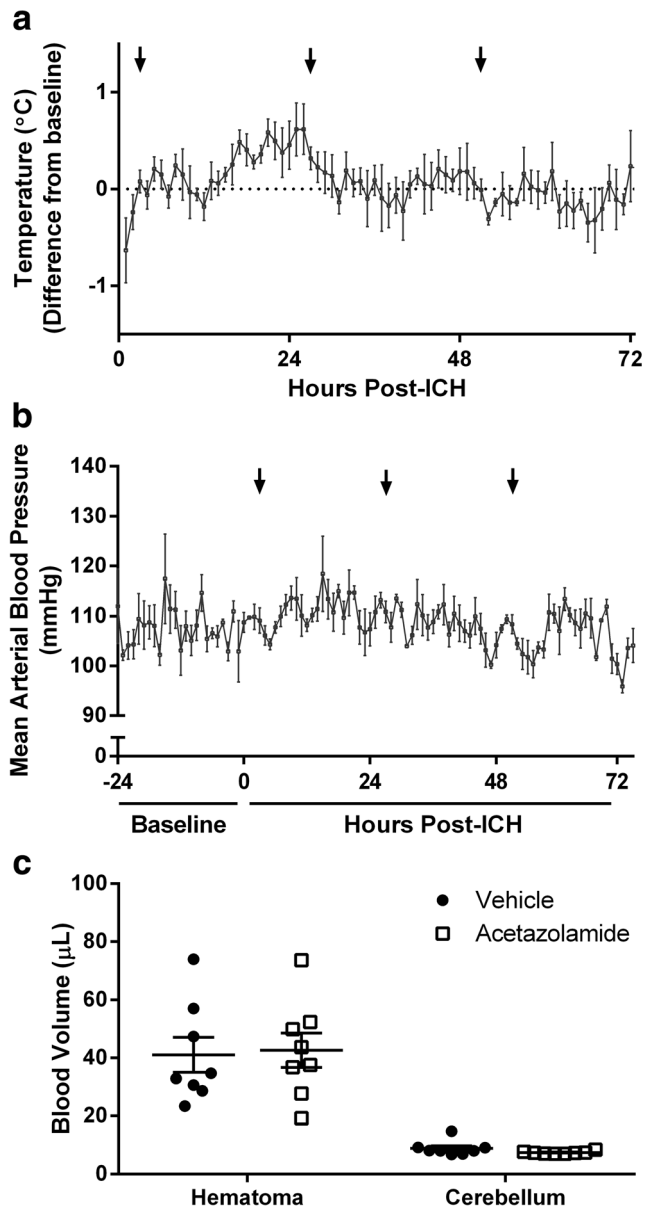 a
Temperature (°C)
(Difference from baseline)
1
0
-1
0 24 48 72
Hours Post-ICH
b
Mean Arterial Blood Pressure
(mmHg)
140
130
120
110
100
90
0
-24 0 24 48 72
Baseline Hours Post-ICH
c
Blood Volume (μL)
100
80
60
40
20
0
Vehicle
Acetazolamide
Hematoma Cerebellum